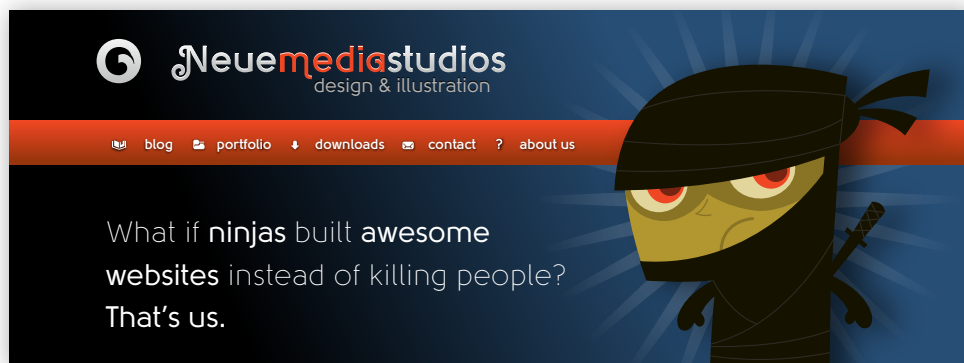 Neuemediastudios
design & illustration
blog portfolio downloads contact ? about us
What if ninjas built awesome
websites instead of killing people?
That's us.